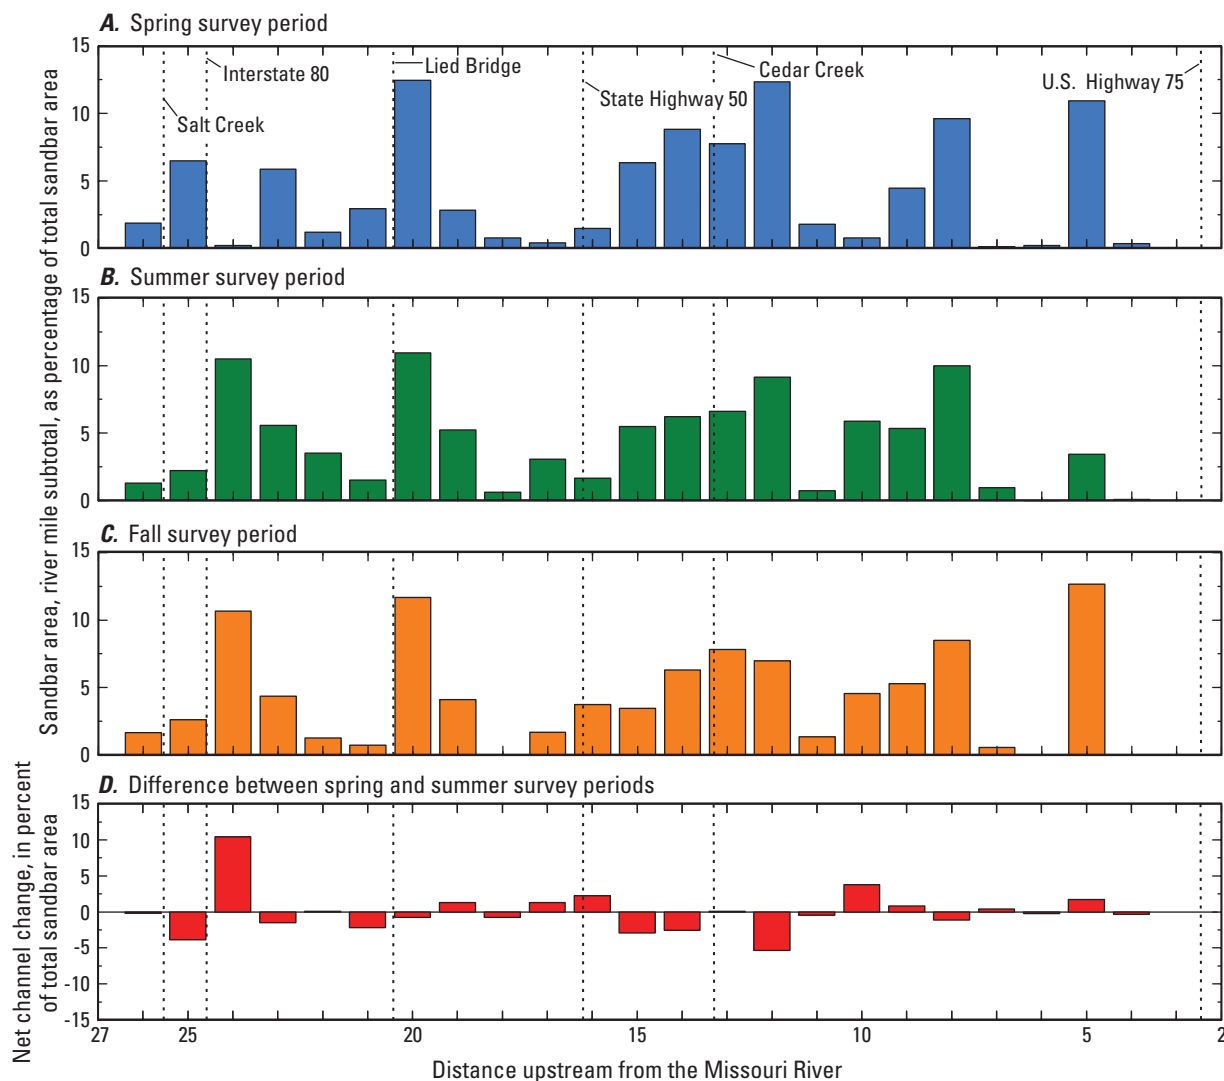 A. Spring survey period
15
10
5
0
Salt Creek
Interstate 80
Lied Bridge
State Highway 50
Cedar Creek
U.S. Highway 75
B. Summer survey period
15
10
5
0
C. Fall survey period
15
10
5
0
Sandbar area, river mile subtotal, as percentage of total sandbar area
D. Difference between spring and summer survey periods
15
10
5
0
-5
-10
-15
Net channel change, in percent
of total sandbar area
27
25
20
15
10
5
2
Distance upstream from the Missouri River